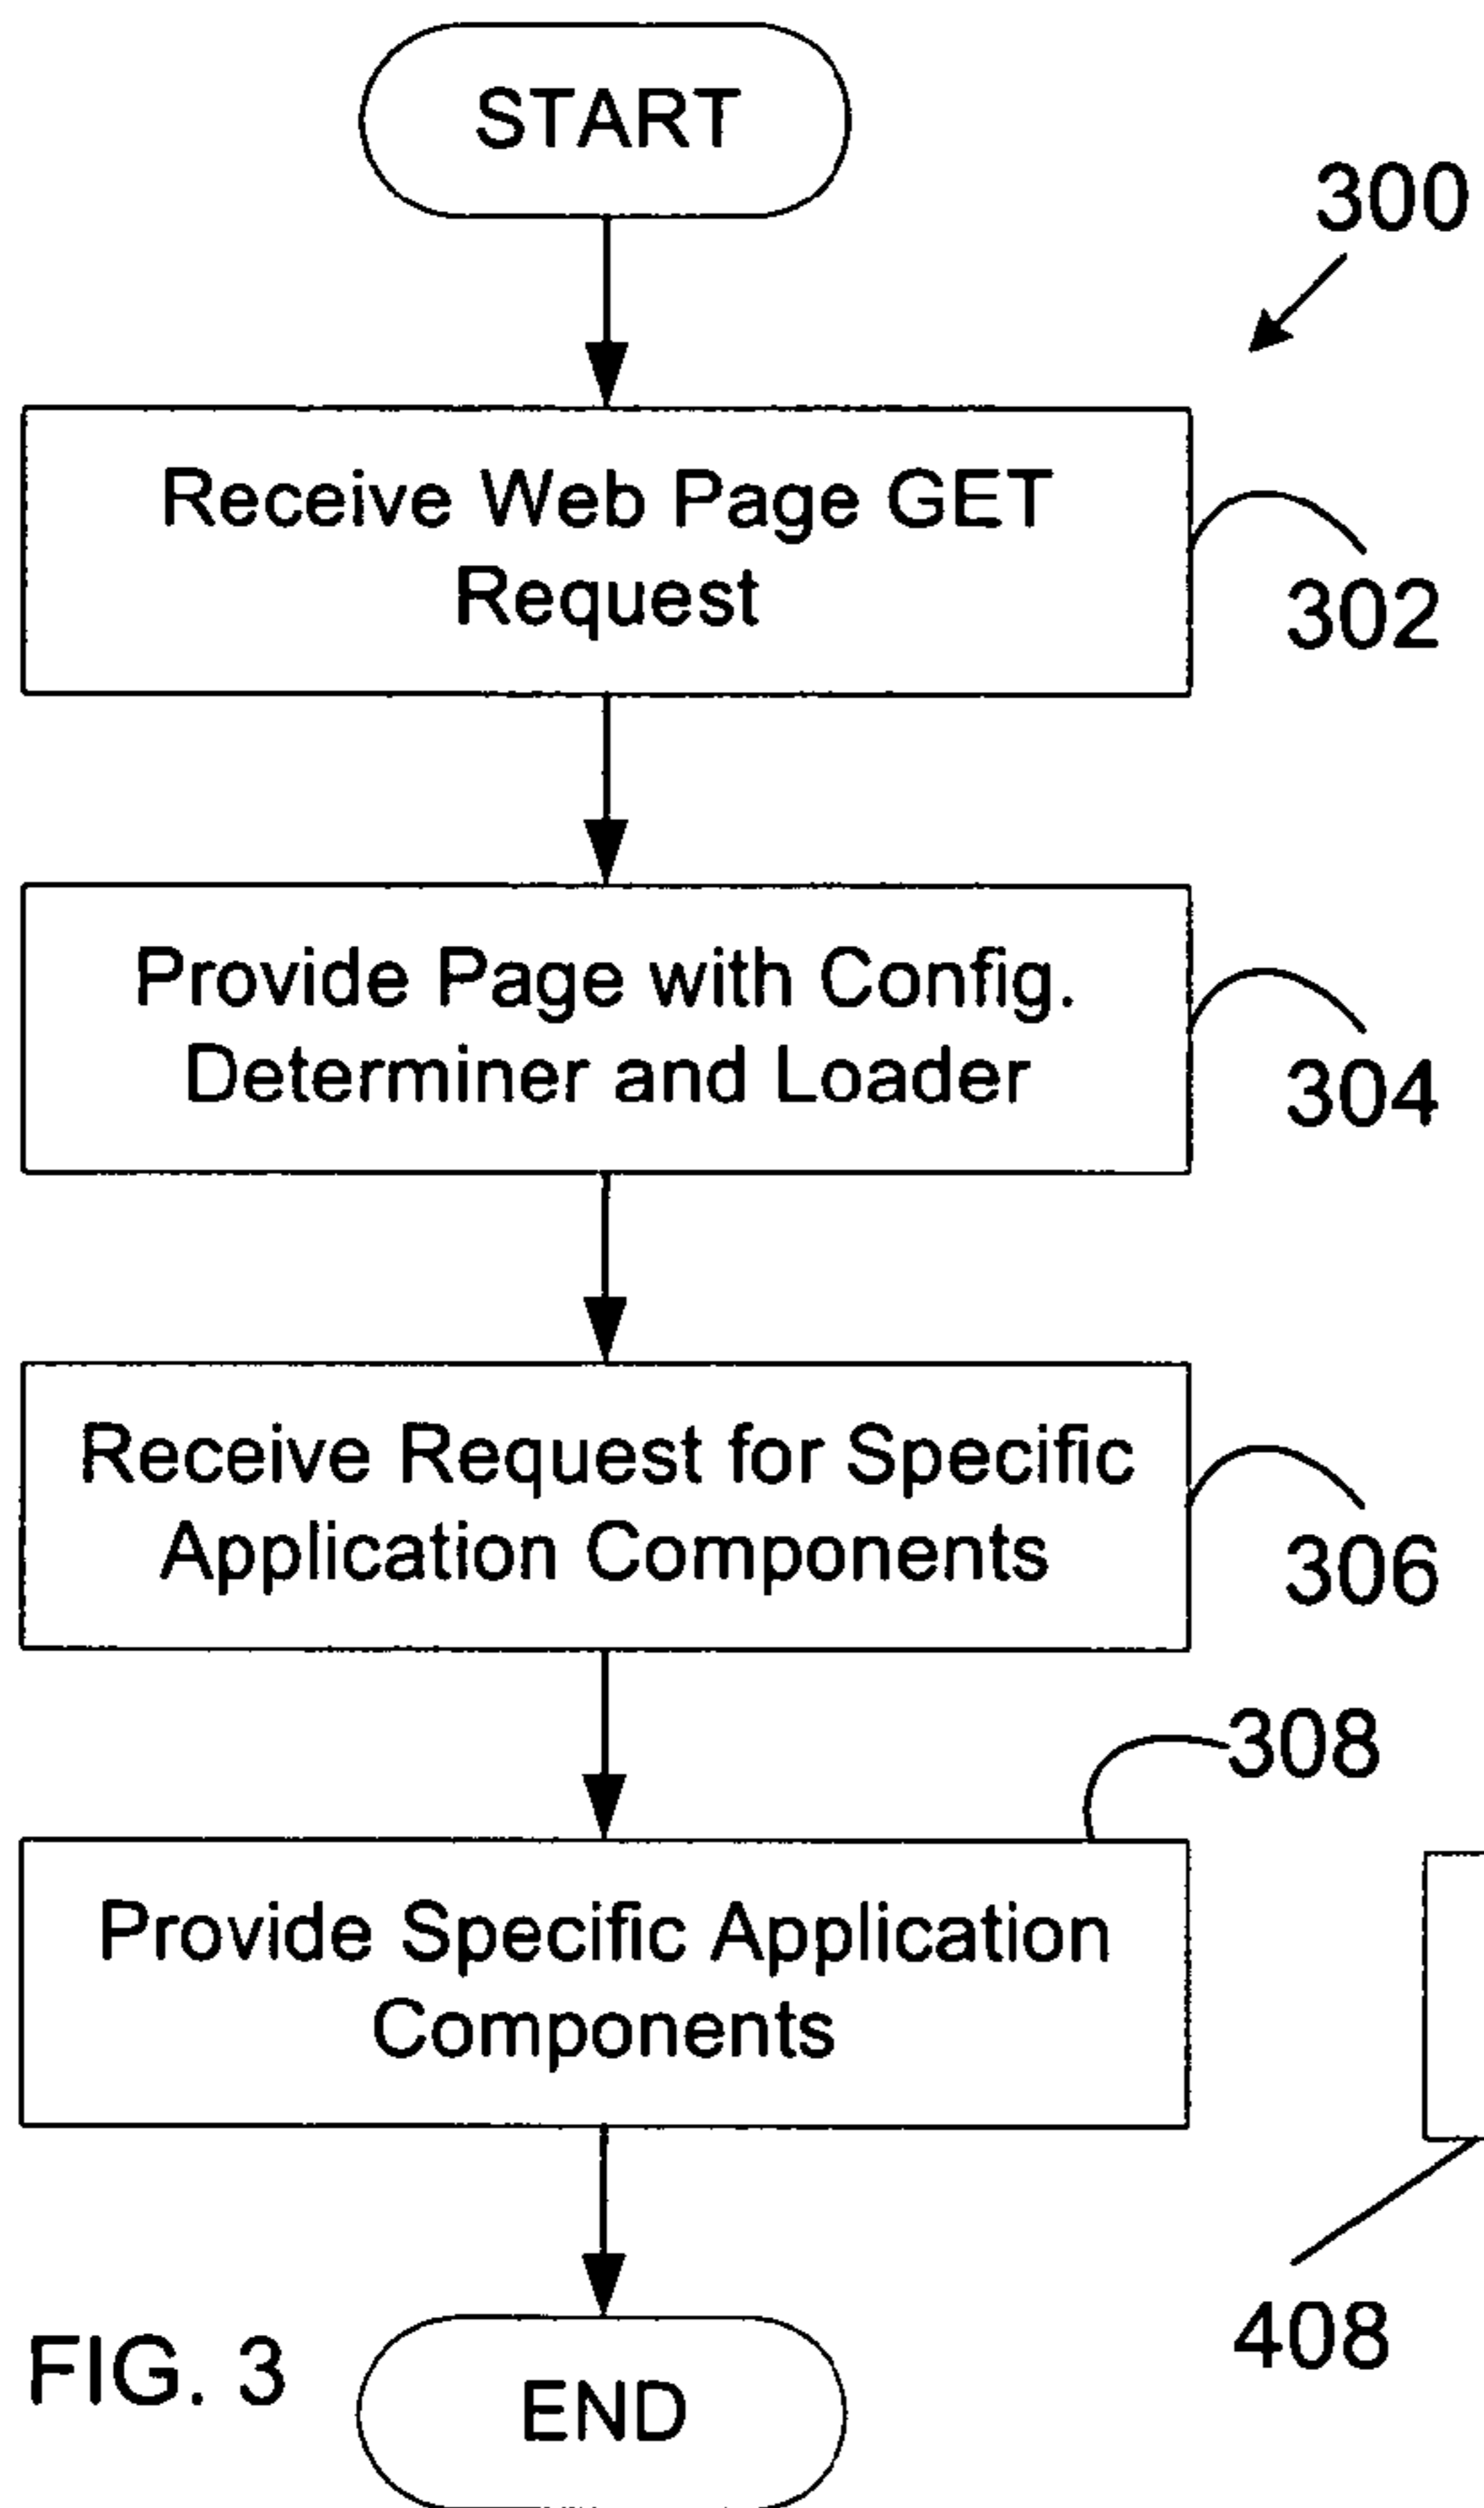 START
300
Receive Web Page GET
Request
302
Provide Page with Config.
Determiner and Loader
304
Receive Request for Specific
Application Components
306
308
Provide Specific Application
Components
408
FIG. 3
END